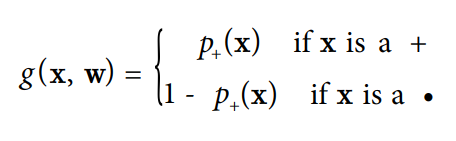 g(x, w) = { p₊(x) if x is a +
1 - p₊(x) if x is a •